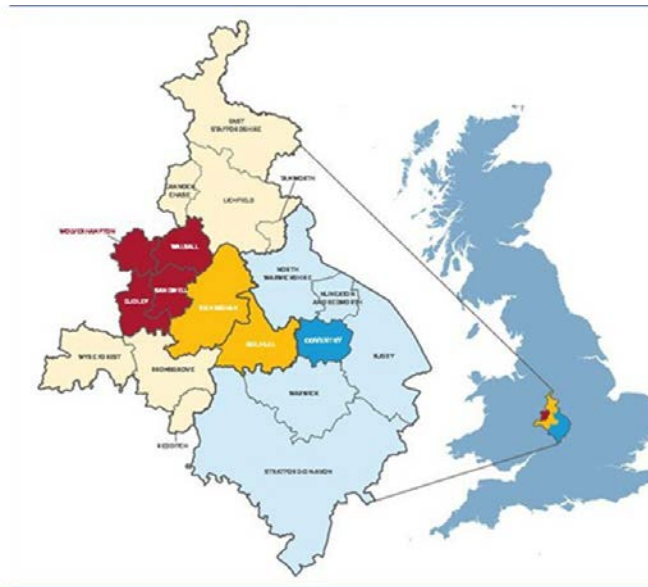 EAST
STAFFORDSHIRE
CANNOCK
CHASE
TAMWORTH
LICHFIELD
WOLVERHAMPTON
WALSALL
NORTH
WARWICKSHIRE
SANDWELL
DUDLEY
BIRMINGHAM
NUNEATON
AND BEDWORTH
SOLIHULL
COVENTRY
RUGBY
WYRE FOREST
BROMSGROVE
WARWICK
REDDITCH
STRATFORD-ON-AVON